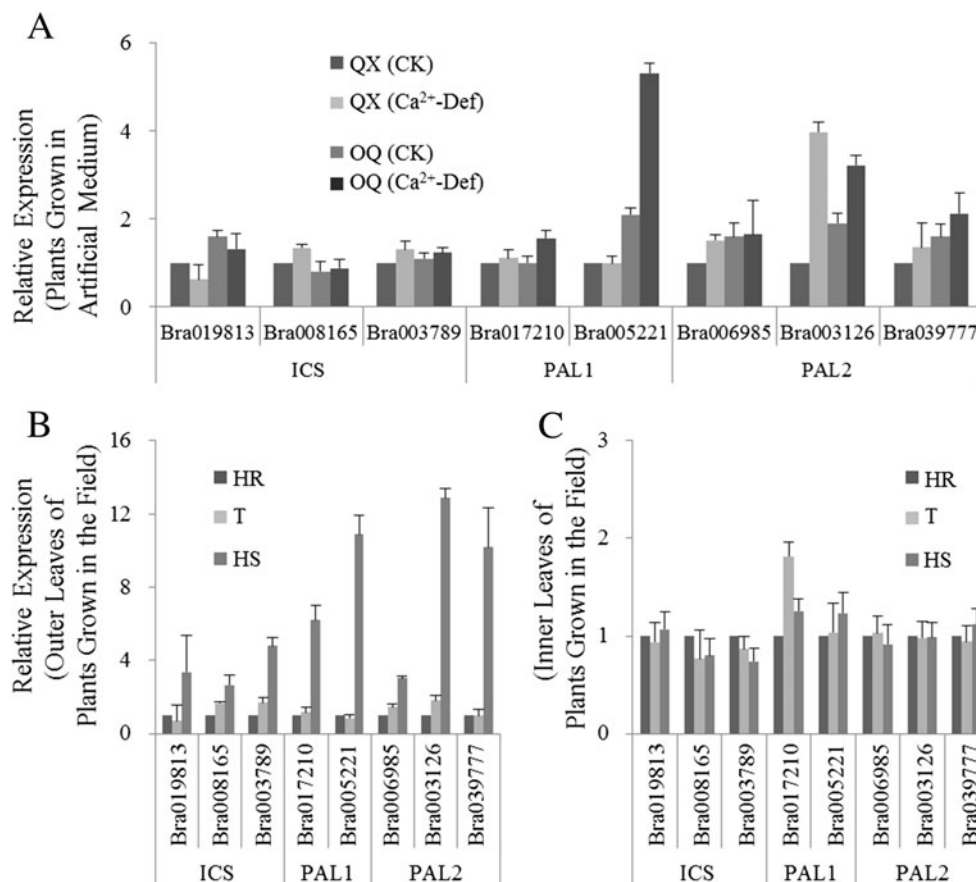 A
Relative Expression
(Plants Grown in
Artificial Medium)
6
4
2
0
QX (CK)
QX (Ca²⁺-Def)
OQ (CK)
OQ (Ca²⁺-Def)
Bra019813 Bra008165 Bra003789 Bra017210 Bra005221 Bra006985 Bra003126 Bra039777
ICS PAL1 PAL2
B
Relative Expression
(Outer Leaves of
Plants Grown in the Field)
16
12
8
4
0
HR
T
HS
Bra019813 Bra008165 Bra003789 Bra017210 Bra005221 Bra006985 Bra003126 Bra039777
ICS PAL1 PAL2
C
(Inner Leaves of
Plants Grown in the Field)
3
2
1
0
HR
T
HS
Bra019813 Bra008165 Bra003789 Bra017210 Bra005221 Bra006985 Bra003126 Bra039777
ICS PAL1 PAL2